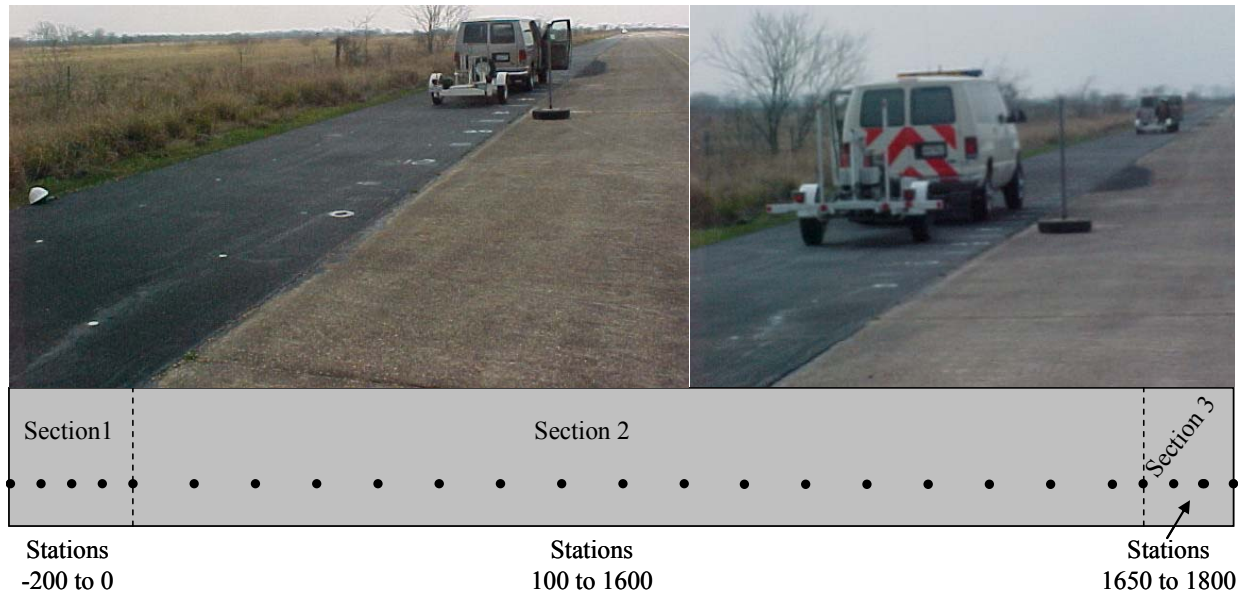 Section1
Section 2
Section 3
Stations
-200 to 0
Stations
100 to 1600
Stations
1650 to 1800